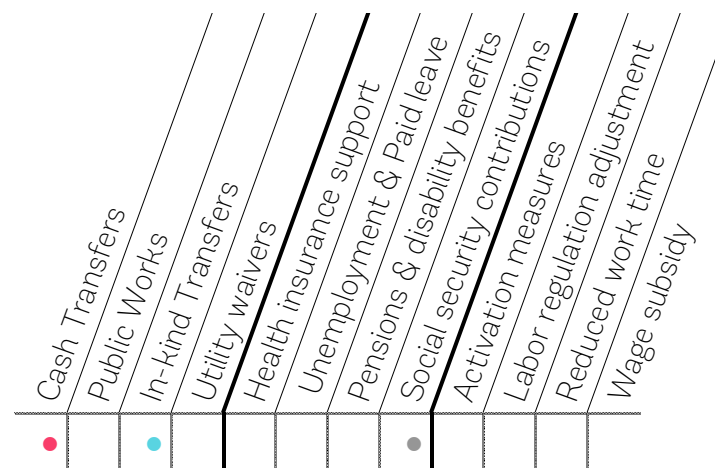 Cash Transfers
Public Works
In-kind Transfers
Utility waivers
Health insurance support
Unemployment & Paid leave
Pensions & disability benefits
Social security contributions
Activation measures
Labor regulation adjustment
Reduced work time
Wage subsidy